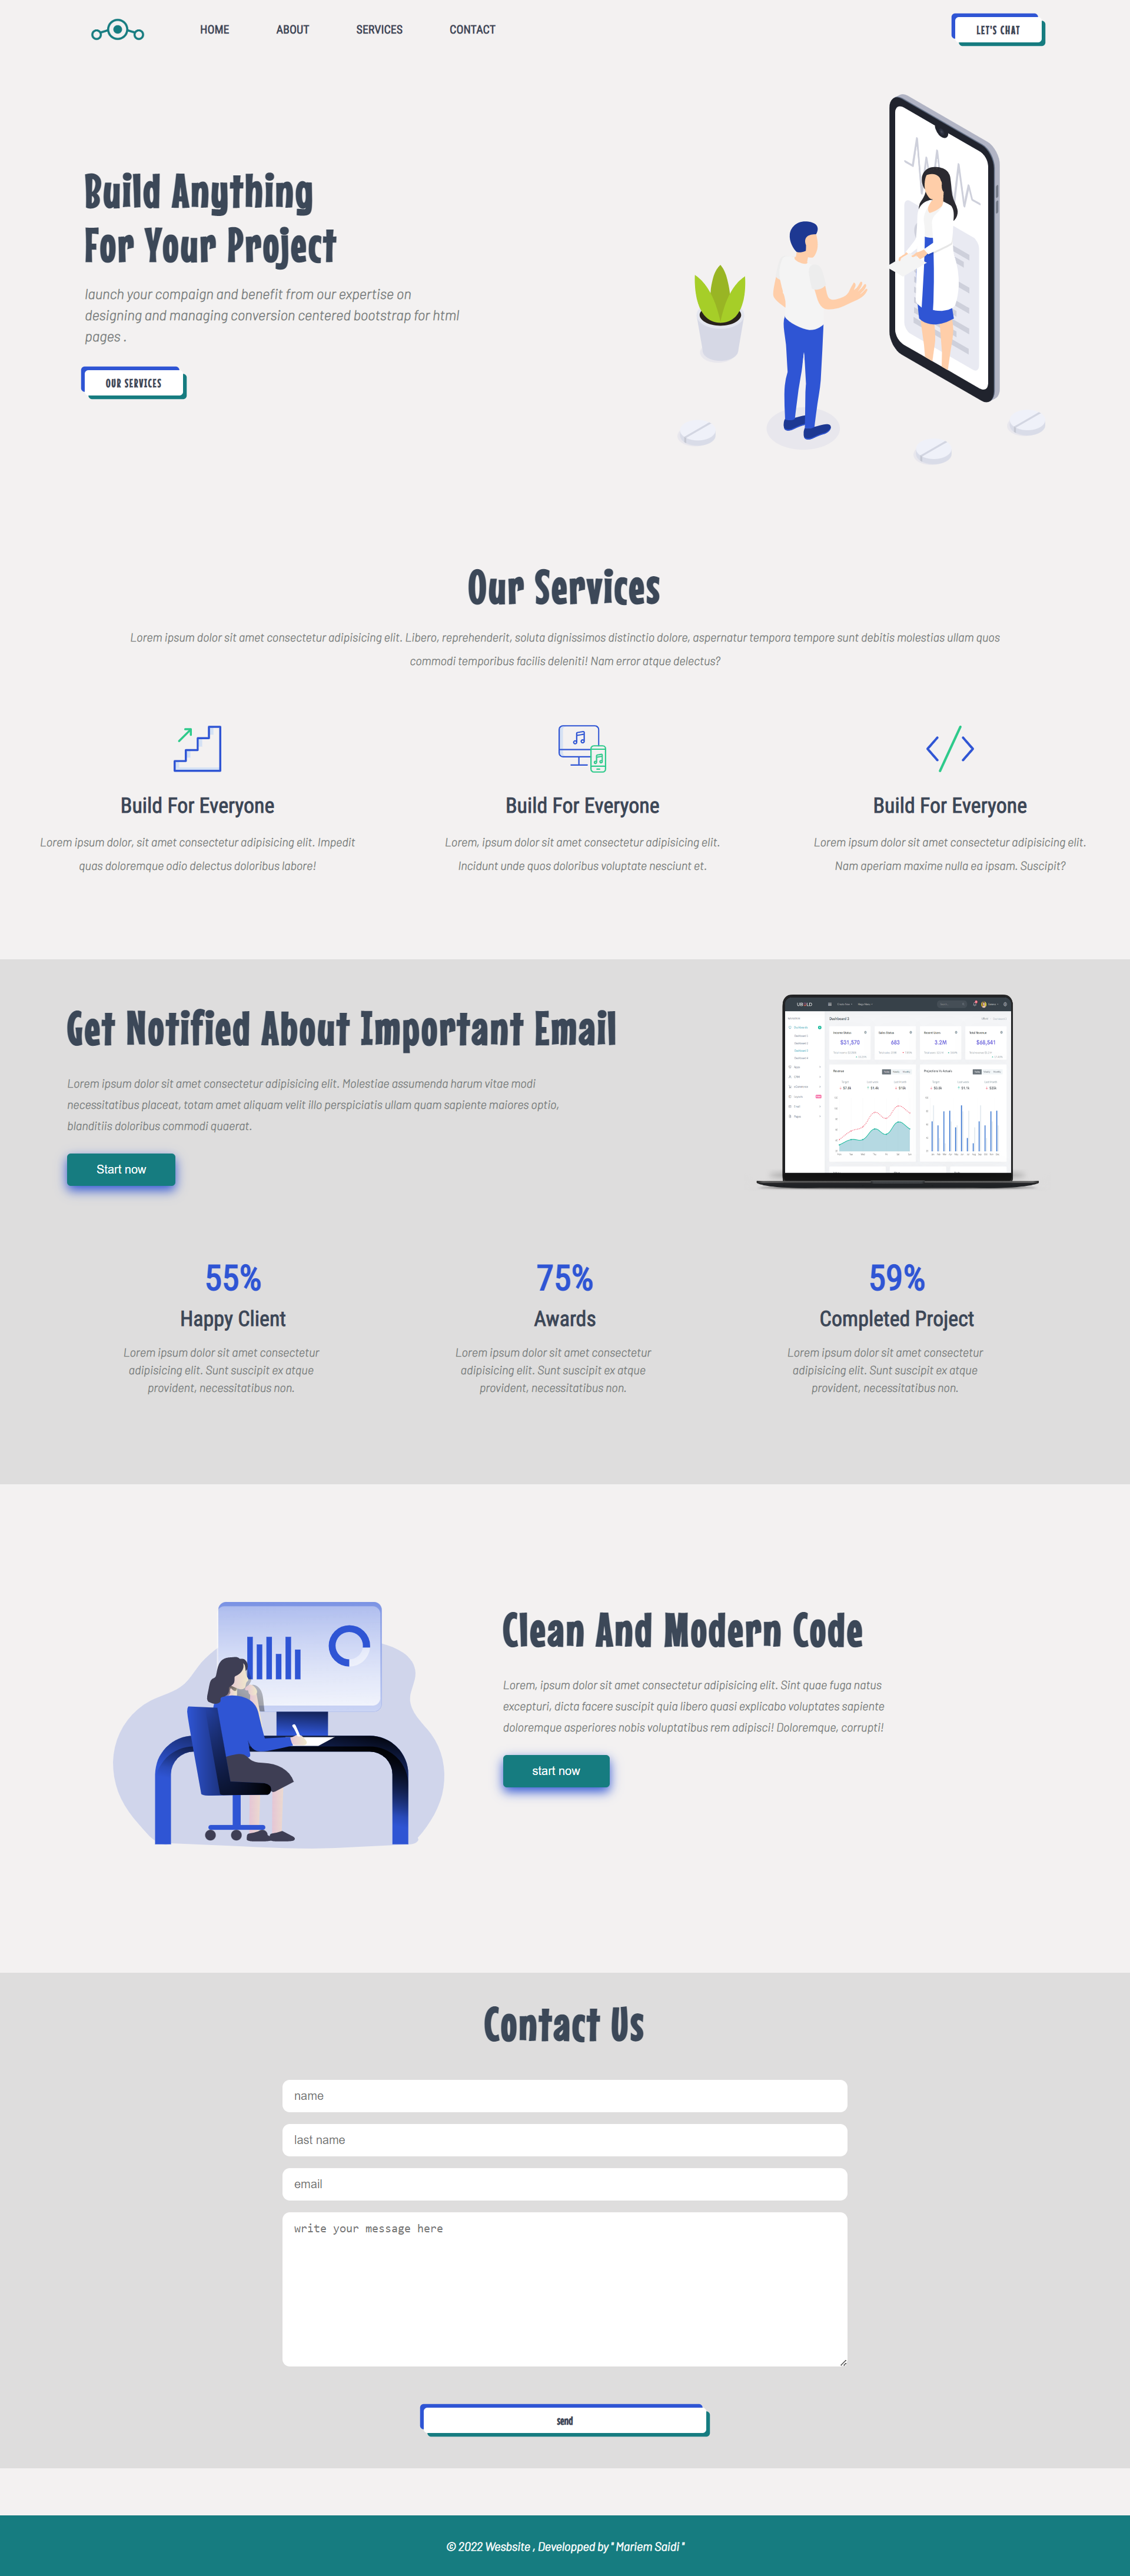 HOME ABOUT SERVICES CONTACT LET'S CHAT
Build Anything
For Your Project
launch your compaign and benefit from our expertise on
designing and managing conversion centered bootstrap for html
pages .
OUR SERVICES
Our Services
Lorem ipsum dolor sit amet consectetur adipisicing elit. Libero, reprehenderit, soluta dignissimos distinctio dolore, aspernatur tempora tempore sunt debitis molestias ullam quos
commodi temporibus facilis deleniti! Nam error atque delectus?
Build For Everyone
Lorem ipsum dolor, sit amet consectetur adipisicing elit. Impedit
quas doloremque odio delectus doloribus labore!
Build For Everyone
Lorem, ipsum dolor sit amet consectetur adipisicing elit.
Incidunt unde quos doloribus voluptate nesciunt et.
Build For Everyone
Lorem ipsum dolor sit amet consectetur adipisicing elit.
Nam aperiam maxime nulla ea ipsam. Suscipit?
Get Notified About Important Email
Lorem ipsum dolor sit amet consectetur adipisicing elit. Molestiae assumenda harum vitae modi
necessitatibus placeat, totam amet aliquam velit illo perspiciatis ullam quam sapiente maiores optio,
blanditiis doloribus commodi quaerat.
Start now
$31,570 683 3.2M $68,541
55%
Happy Client
Lorem ipsum dolor sit amet consectetur
adipisicing elit. Sunt suscipit ex atque
provident, necessitatibus non.
75%
Awards
Lorem ipsum dolor sit amet consectetur
adipisicing elit. Sunt suscipit ex atque
provident, necessitatibus non.
59%
Completed Project
Lorem ipsum dolor sit amet consectetur
adipisicing elit. Sunt suscipit ex atque
provident, necessitatibus non.
Clean And Modern Code
Lorem, ipsum dolor sit amet consectetur adipisicing elit. Sint quae fuga natus
excepturi, dicta facere suscipit quia libero quasi explicabo voluptates sapiente
doloremque asperiores nobis voluptatibus rem adipisci! Doloremque, corrupti!
start now
Contact Us
name
last name
email
write your message here
send
© 2022 Wesbsite , Developped by " Mariem Saidi "